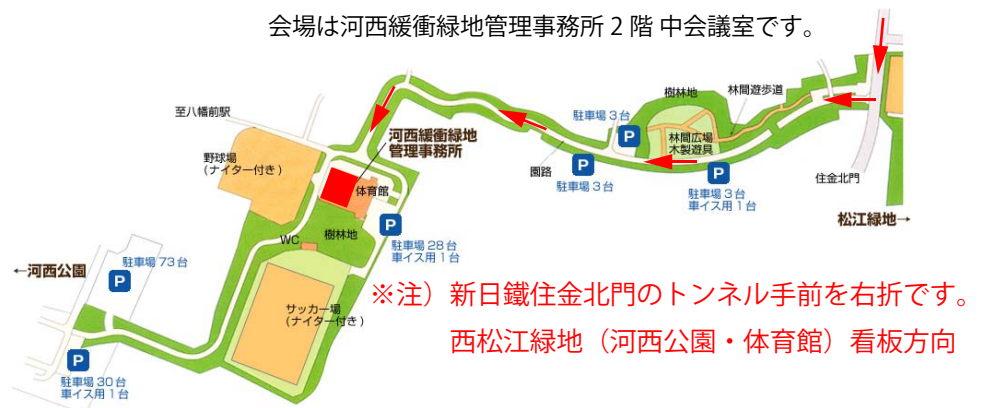 会場は河西緩衝緑地管理事務所 2 階 中会議室です。
至八幡前駅
野球場
(ナイター付き)
河西緩衝緑地
管理事務所
体育館
樹林地
WC
P
駐車場 28 台
車イス用 1 台
サッカー場
(ナイター付き)
←河西公園
駐車場 73 台
P
P
駐車場 30 台
車イス用 1 台
駐車場 3 台
P
樹林地
林間遊歩道
林間広場
木製遊具
園路
P
駐車場 3 台
P
駐車場 3 台
車イス用 1 台
住金北門
松江緑地→
※注）新日鐵住金北門のトンネル手前を右折です。
西松江緑地（河西公園・体育館）看板方向